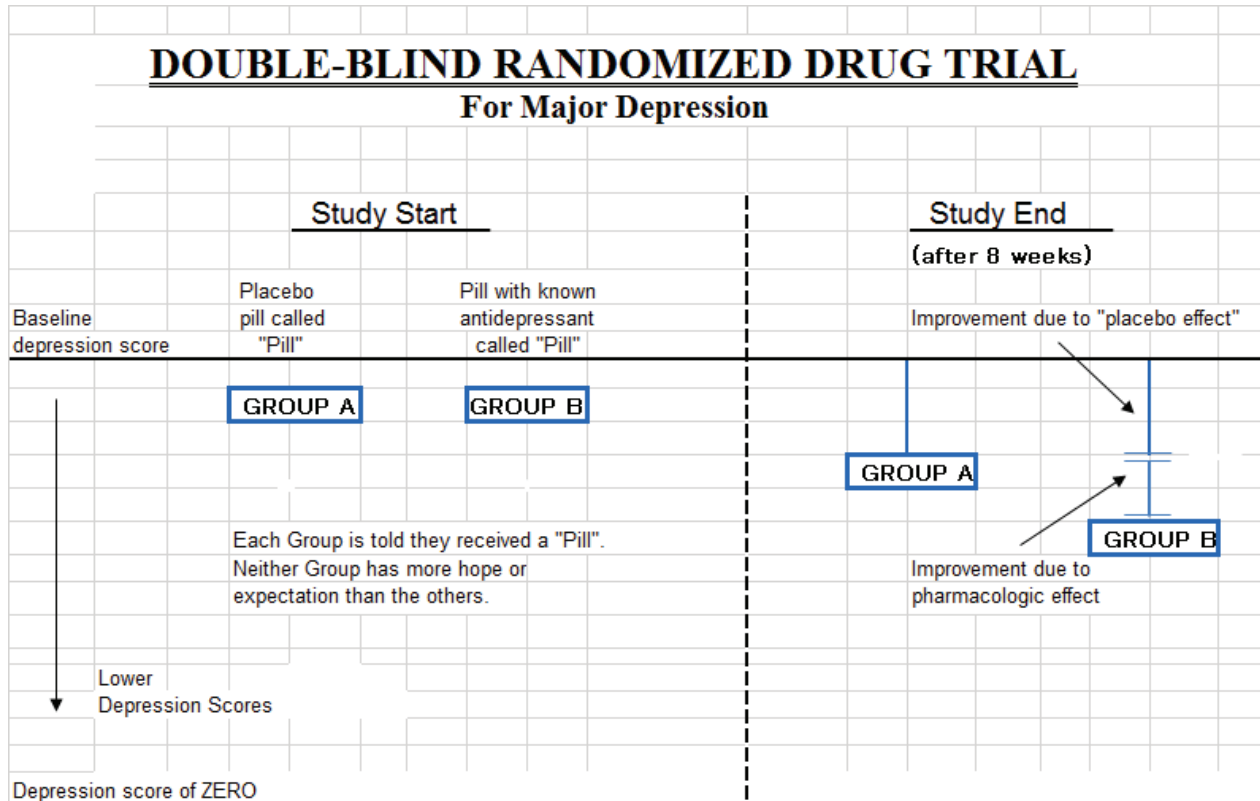 DOUBLE-BLIND RANDOMIZED DRUG TRIAL
For Major Depression
Study Start
Study End
(after 8 weeks)
Baseline
depression score
Placebo
pill called
"Pill"
Pill with known
antidepressant
called "Pill"
Improvement due to "placebo effect"
GROUP A
GROUP B
GROUP A
GROUP B
Each Group is told they received a "Pill".
Neither Group has more hope or
expectation than the others.
Improvement due to
pharmacologic effect
Lower
Depression Scores
Depression score of ZERO